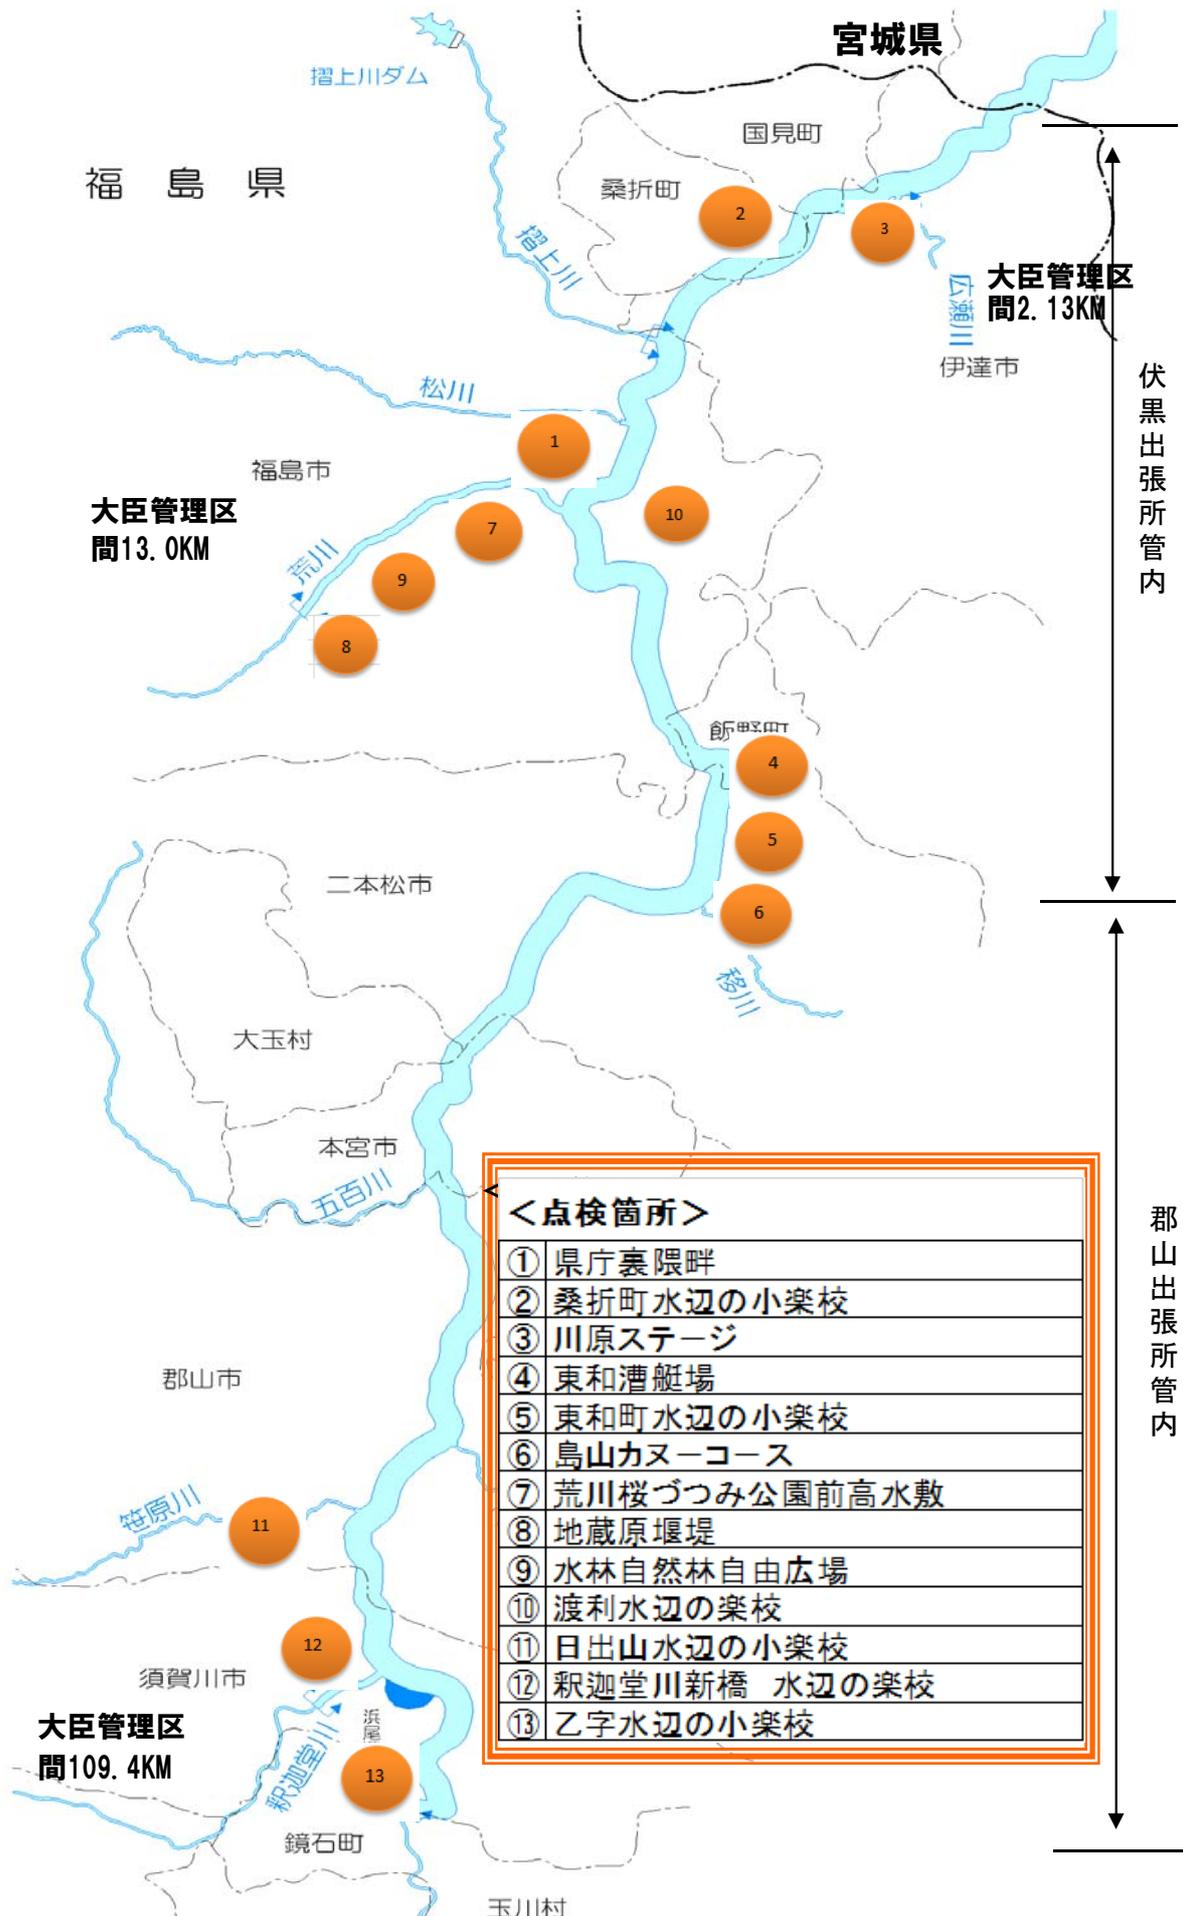 宮城県
摺上川ダム
国見町
福島県
桑折町
2
3
摺上川
大臣管理区
間2.13KM
広瀬川
伊達市
松川
伏黒出張所管内
1
福島市
大臣管理区
間13.0KM
10
7
荒川
9
8
飯野町
4
5
二本松市
6
移川
大玉村
本宮市
五百川
＜点検箇所＞
① 県庁裏隈畔
② 桑折町水辺の小楽校
③ 川原ステージ
④ 東和漕艇場
⑤ 東和町水辺の小楽校
⑥ 島山カヌーコース
⑦ 荒川桜づつみ公園前高水敷
⑧ 地蔵原堰堤
⑨ 水林自然林自由広場
⑩ 渡利水辺の楽校
⑪ 日出山水辺の小楽校
⑫ 釈迦堂川新橋　水辺の楽校
⑬ 乙字水辺の小楽校
郡山出張所管内
郡山市
笹原川
11
12
須賀川市
大臣管理区
間109.4KM
浜尾
釈迦堂川
13
鏡石町
玉川村